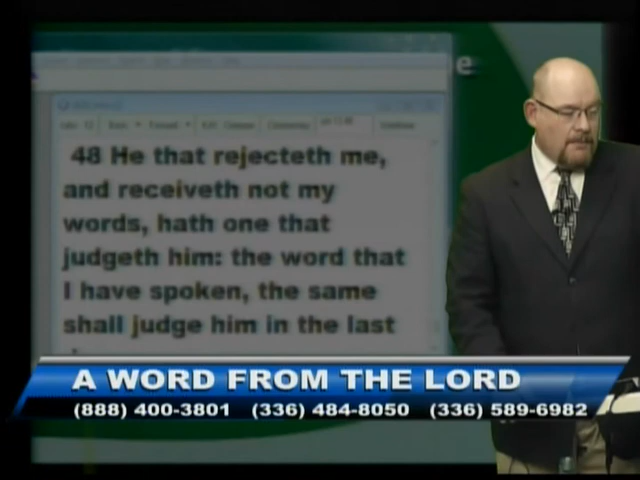 e
48 He that rejecteth me,
and receiveth not my
words, hath one that
judgeth him: the word that
I have spoken, the same
shall judge him in the last
A WORD FROM THE LORD
(888) 400-3801 (336) 484-8050 (336) 589-6982